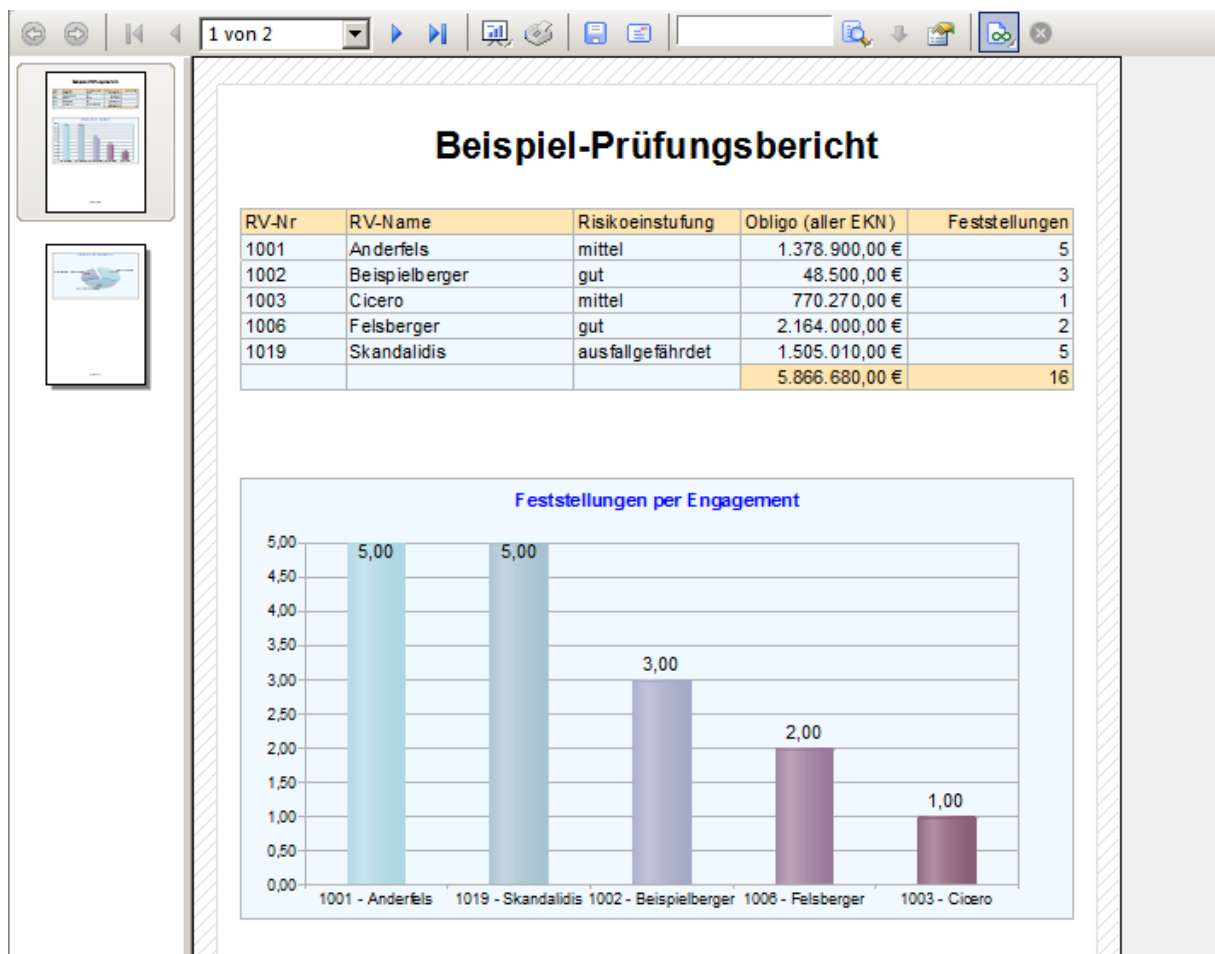 1 von 2
Beispiel-Prüfungsbericht
RV-Nr RV-Name Risikoeinstufung Obligo (aller EKN) Feststellungen
1001 Anderfels mittel 1.378.900,00 € 5
1002 Beispielberger gut 48.500,00 € 3
1003 Cicero mittel 770.270,00 € 1
1006 Felsberger gut 2.164.000,00 € 2
1019 Skandalidis ausfallgefährdet 1.505.010,00 € 5
5.866.680,00 € 16
Feststellungen per Engagement
5,00 5,00 5,00
4,50
4,00
3,50
3,00 3,00
2,50
2,00 2,00
1,50
1,00 1,00
0,50
0,00
1001 - Anderfels 1019 - Skandalidis 1002 - Beispielberger 1006 - Felsberger 1003 - Cicero